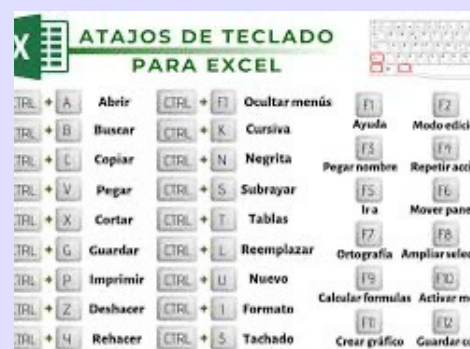 X
ATAJOS DE TECLADO
PARA EXCEL
CTRL + A Abrir CTRL + F1 Ocultar menús F1 F2
Ayuda Modo edici
CTRL + B Buscar CTRL + K Cursiva
CTRL + C Copiar CTRL + N Negrita F3 F4
Pegar nombre Repetir acci
CTRL + V Pegar CTRL + S Subrayar F5 F6
Ir a Mover pane
CTRL + X Cortar CTRL + T Tablas
CTRL + G Guardar CTRL + L Reemplazar F7 F8
Ortografía Ampliar selec
CTRL + P Imprimir CTRL + U Nuevo F9 F10
Calcular formulas Activar m
CTRL + Z Deshacer CTRL + 1 Formato
CTRL + Y Rehacer CTRL + 5 Tachado F11 F12
Crear gráfico Guardar co